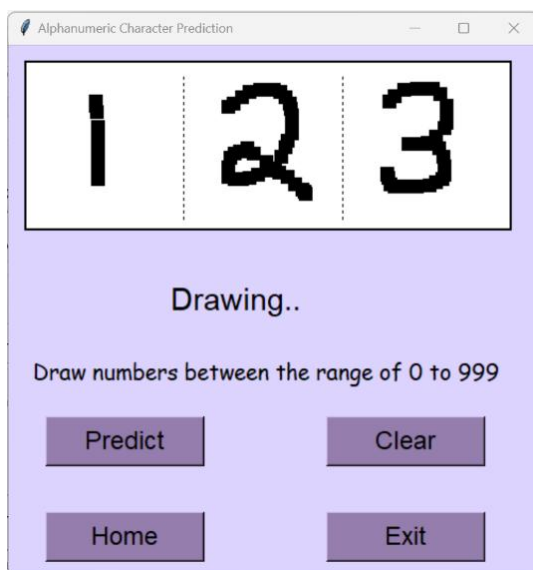 Alphanumeric Character Prediction
1 2 3
Drawing..
Draw numbers between the range of 0 to 999
Predict Clear
Home Exit